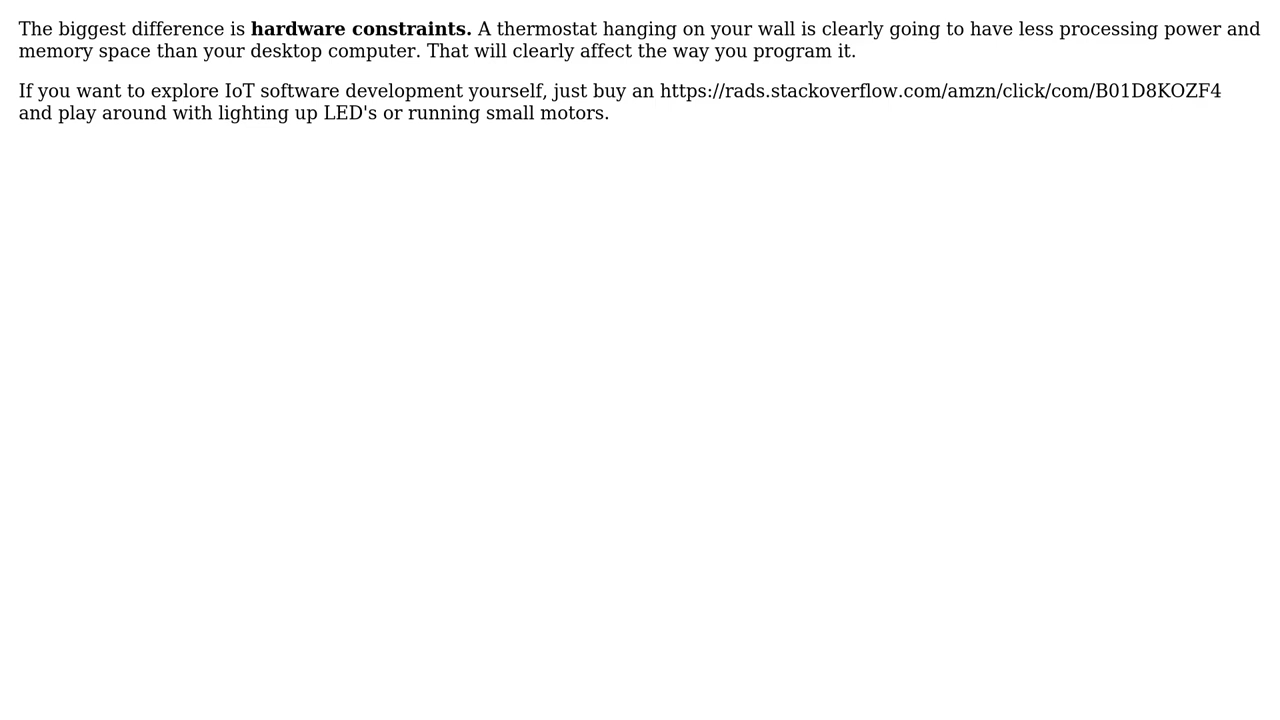 The biggest difference is hardware constraints. A thermostat hanging on your wall is clearly going to have less processing power and
memory space than your desktop computer. That will clearly affect the way you program it.
If you want to explore IoT software development yourself, just buy an https://rads.stackoverflow.com/amzn/click/com/B01D8KOZF4
and play around with lighting up LED's or running small motors.